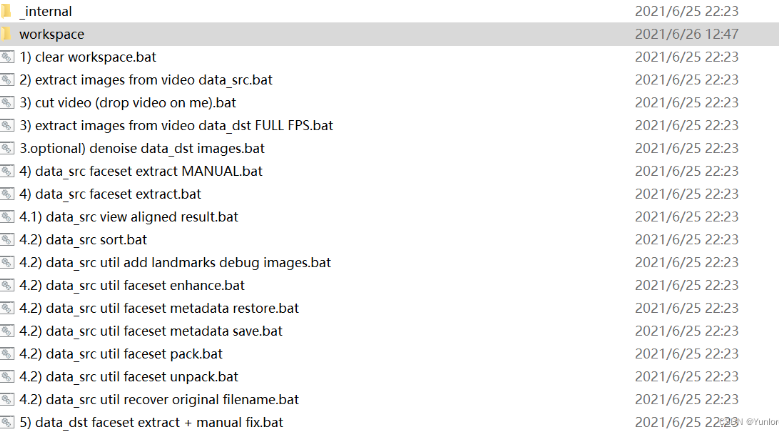 _internal 2021/6/25 22:23
workspace 2021/6/26 12:47
1) clear workspace.bat 2021/6/25 22:23
2) extract images from video data_src.bat 2021/6/25 22:23
3) cut video (drop video on me).bat 2021/6/25 22:23
3) extract images from video data_dst FULL FPS.bat 2021/6/25 22:23
3.optional) denoise data_dst images.bat 2021/6/25 22:23
4) data_src faceset extract MANUAL.bat 2021/6/25 22:23
4) data_src faceset extract.bat 2021/6/25 22:23
4.1) data_src view aligned result.bat 2021/6/25 22:23
4.2) data_src sort.bat 2021/6/25 22:23
4.2) data_src util add landmarks debug images.bat 2021/6/25 22:23
4.2) data_src util faceset enhance.bat 2021/6/25 22:23
4.2) data_src util faceset metadata restore.bat 2021/6/25 22:23
4.2) data_src util faceset metadata save.bat 2021/6/25 22:23
4.2) data_src util faceset pack.bat 2021/6/25 22:23
4.2) data_src util faceset unpack.bat 2021/6/25 22:23
4.2) data_src util recover original filename.bat 2021/6/25 22:23
5) data_dst faceset extract + manual fix.bat 2021/6/25 22:23